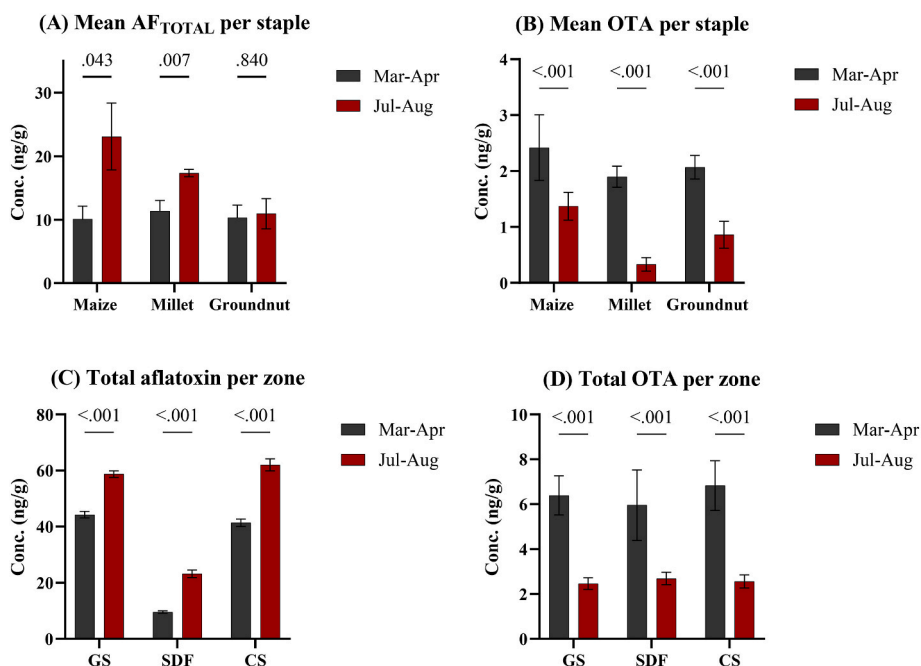 (A) Mean AFTOTAL per staple
.043 .007 .840
Mar-Apr
Jul-Aug
Conc. (ng/g)
30
20
10
0
Maize Millet Groundnut
(B) Mean OTA per staple
<.001 <.001 <.001
Mar-Apr
Jul-Aug
Conc. (ng/g)
4
3
2
1
0
Maize Millet Groundnut
(C) Total aflatoxin per zone
<.001 <.001 <.001
Mar-Apr
Jul-Aug
Conc. (ng/g)
80
60
40
20
0
GS SDF CS
(D) Total OTA per zone
<.001 <.001 <.001
Mar-Apr
Jul-Aug
Conc. (ng/g)
10
8
6
4
2
0
GS SDF CS